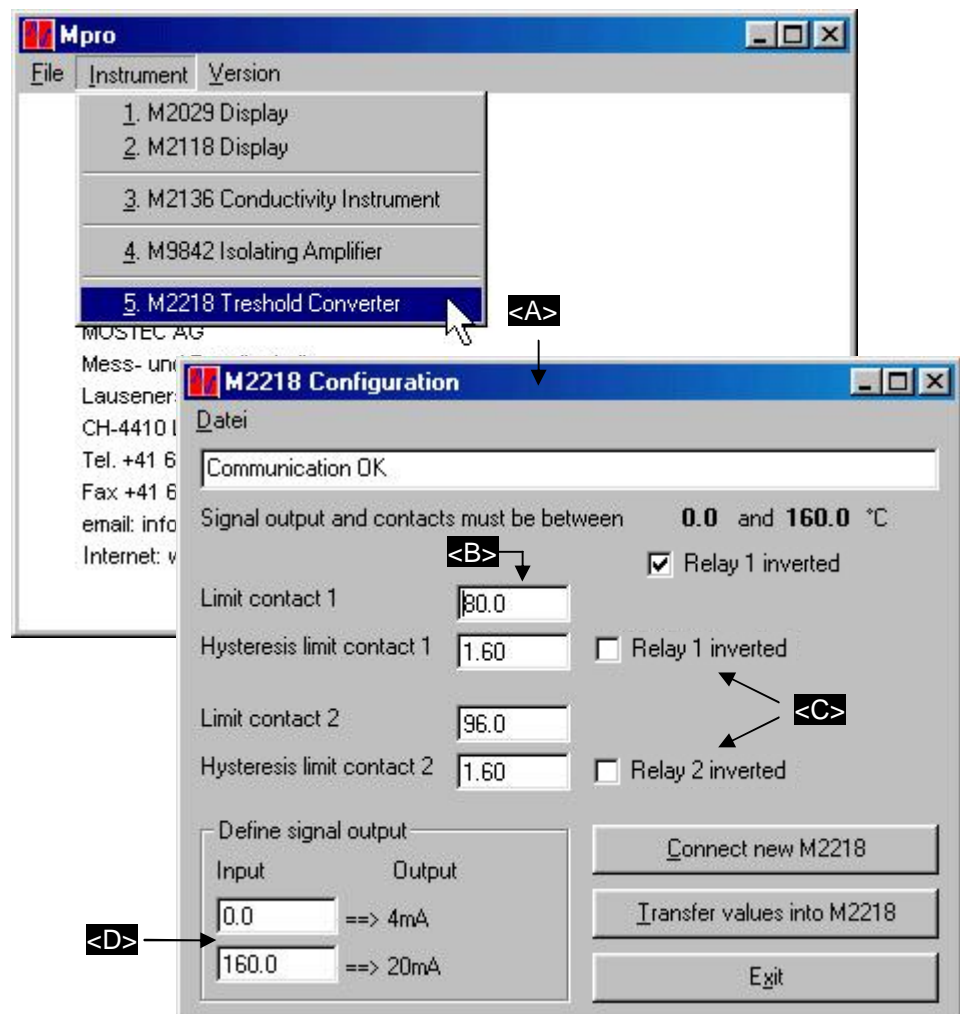 Mpro
File Instrument Version
1. M2029 Display
2. M2118 Display
3. M2136 Conductivity Instrument
4. M9842 Isolating Amplifier
5. M2218 Treshold Converter
<A>
MOSTEC AG
Mess- und
Lausener
CH-4410
Tel. +41 6
Fax +41 6
email: info
Internet: w
M2218 Configuration
Datei
Communication OK
Signal output and contacts must be between 0.0 and 160.0 °C
<B>
Relay 1 inverted
Limit contact 1 80.0
Hysteresis limit contact 1 1.60 Relay 1 inverted
<C>
Limit contact 2 96.0
Hysteresis limit contact 2 1.60 Relay 2 inverted
Define signal output
Input Output
0.0 ==> 4mA
<D>
160.0 ==> 20mA
Connect new M2218
Transfer values into M2218
Exit